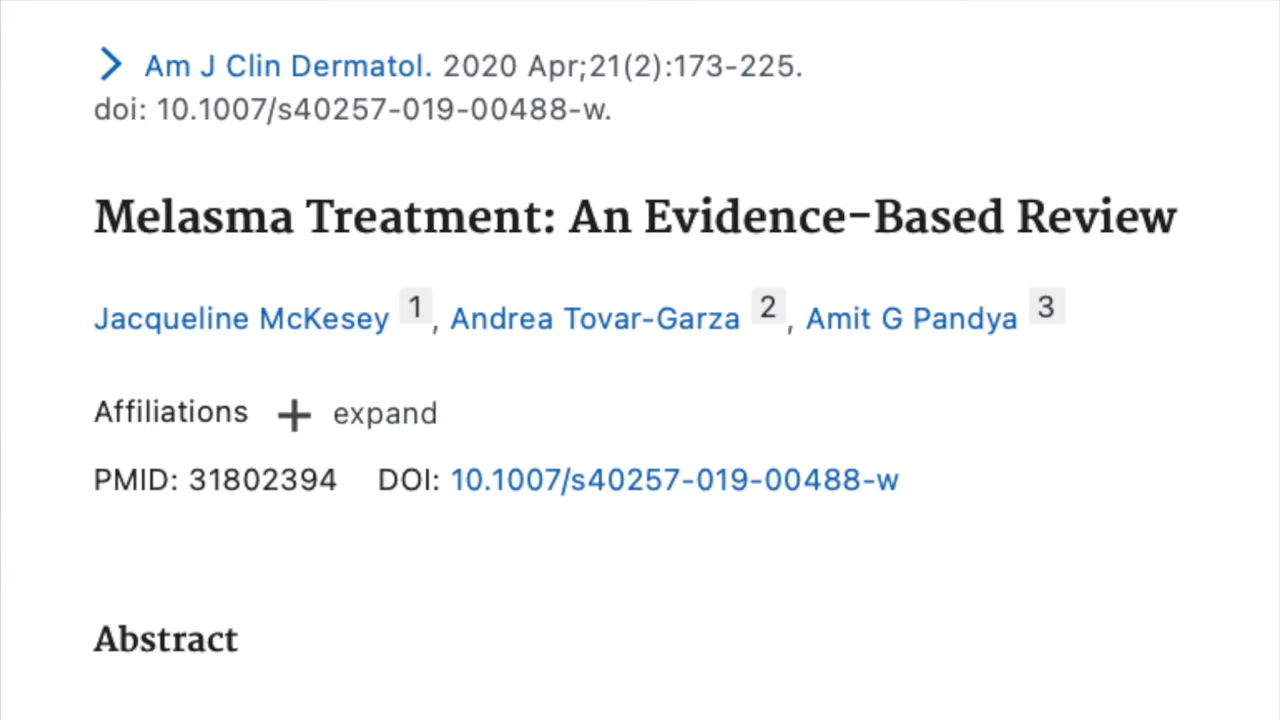 Am J Clin Dermatol. 2020 Apr;21(2):173-225.
doi: 10.1007/s40257-019-00488-w.
Melasma Treatment: An Evidence-Based Review
Jacqueline McKesey 1, Andrea Tovar-Garza 2, Amit G Pandya 3
Affiliations + expand
PMID: 31802394 DOI: 10.1007/s40257-019-00488-w
Abstract